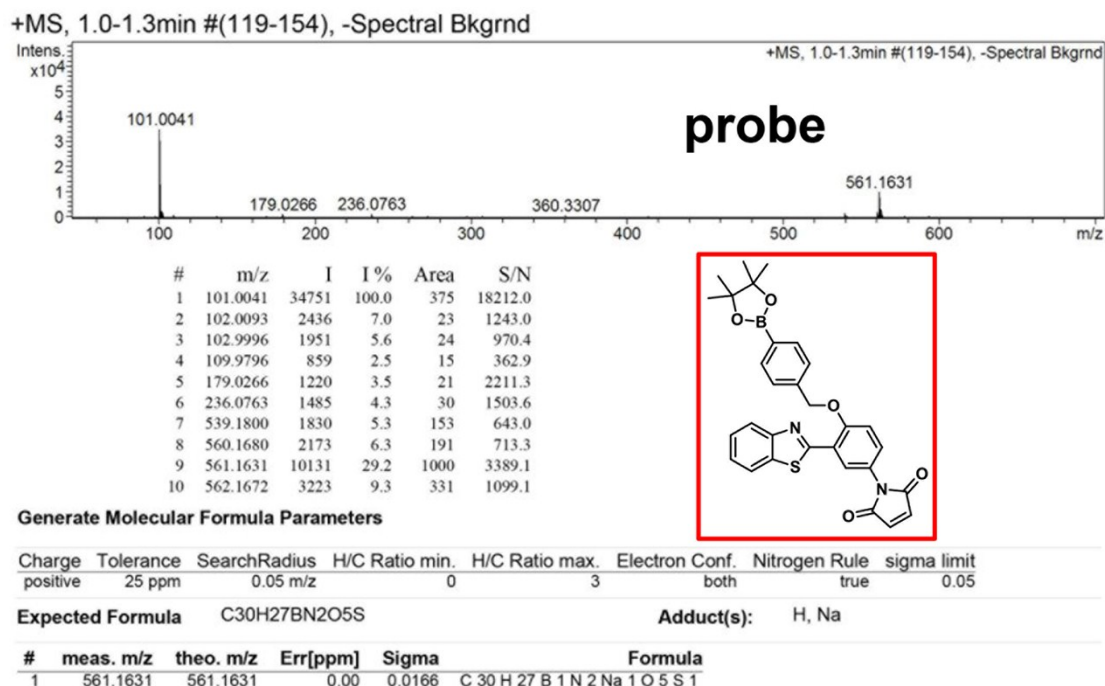 +MS, 1.0-1.3min #(119-154), -Spectral Bkgrnd
Intens.
x10⁴
+MS, 1.0-1.3min #(119-154), -Spectral Bkgrnd
5
4
3
2
1
0
101.0041
179.0266
236.0763
360.3307
561.1631
probe
100 200 300 400 500 600 m/z
# m/z I I % Area S/N
1 101.0041 34751 100.0 375 18212.0
2 102.0093 2436 7.0 23 1243.0
3 102.9996 1951 5.6 24 970.4
4 109.9796 859 2.5 15 362.9
5 179.0266 1220 3.5 21 2211.3
6 236.0763 1485 4.3 30 1503.6
7 539.1800 1830 5.3 153 643.0
8 560.1680 2173 6.3 191 713.3
9 561.1631 10131 29.2 1000 3389.1
10 562.1672 3223 9.3 331 1099.1
O
O B
O
N
S
N
O
O
Generate Molecular Formula Parameters
Charge Tolerance SearchRadius H/C Ratio min. H/C Ratio max. Electron Conf. Nitrogen Rule sigma limit
positive 25 ppm 0.05 m/z 0 3 both true 0.05
Expected Formula C30H27BN2O5S Adduct(s): H, Na
# meas. m/z theo. m/z Err[ppm] Sigma Formula
1 561.1631 561.1631 0.00 0.0166 C 30 H 27 B 1 N 2 Na 1 O 5 S 1